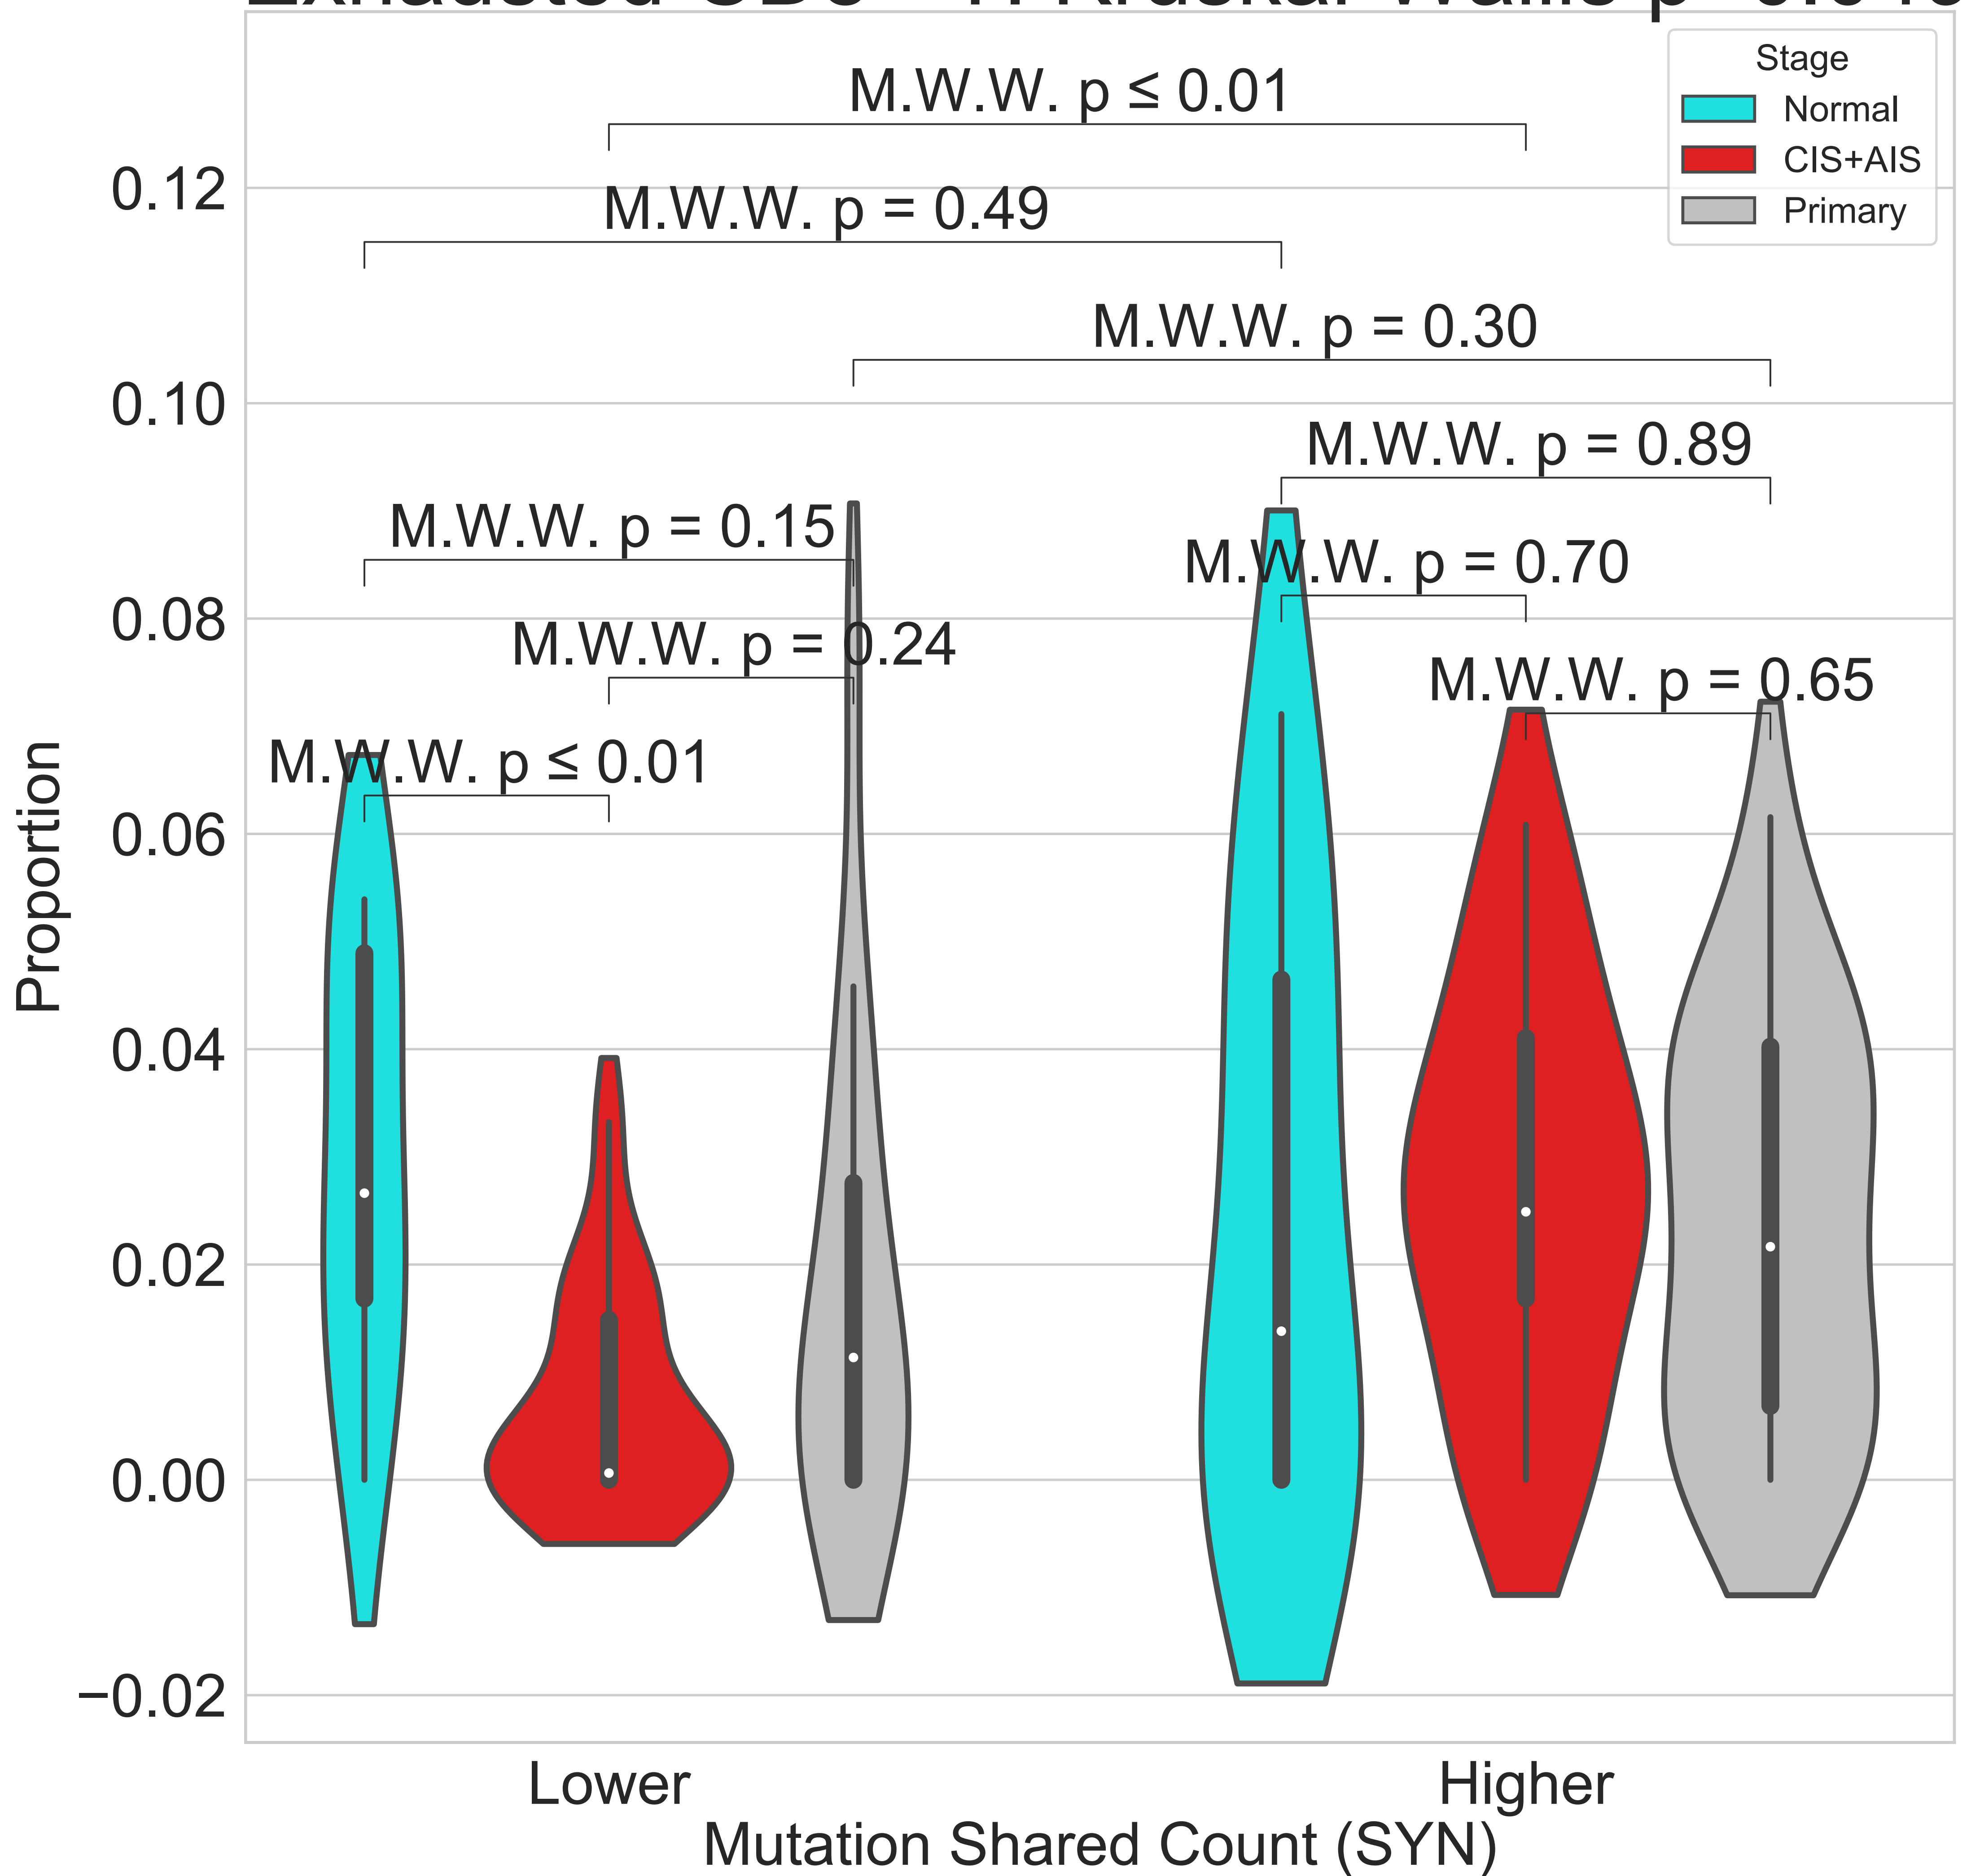 Stage
Normal
CIS+AIS
Primary
M.W.W. p ≤ 0.01
M.W.W. p = 0.49
M.W.W. p = 0.30
M.W.W. p = 0.89
M.W.W. p = 0.15
M.W.W. p = 0.70
M.W.W. p = 0.24
M.W.W. p = 0.65
M.W.W. p ≤ 0.01
0.12
0.10
0.08
0.06
0.04
0.02
0.00
−0.02
Proportion
Lower
Higher
Mutation Shared Count (SYN)